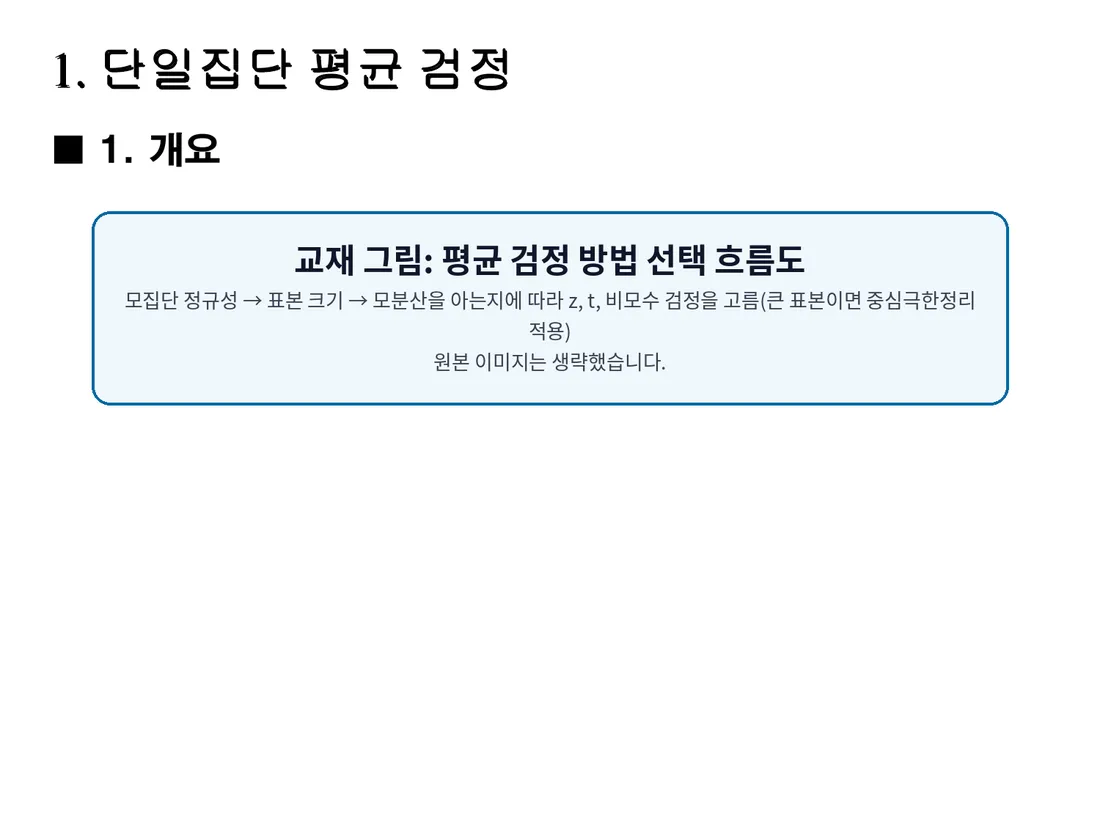 1. 단일집단 평균 검정
■ 1. 개요
교재 그림: 평균 검정 방법 선택 흐름도
모집단 정규성 → 표본 크기 → 모분산을 아는지에 따라 z, t, 비모수 검정을 고름(큰 표본이면 중심극한정리
적용)
원본 이미지는 생략했습니다.